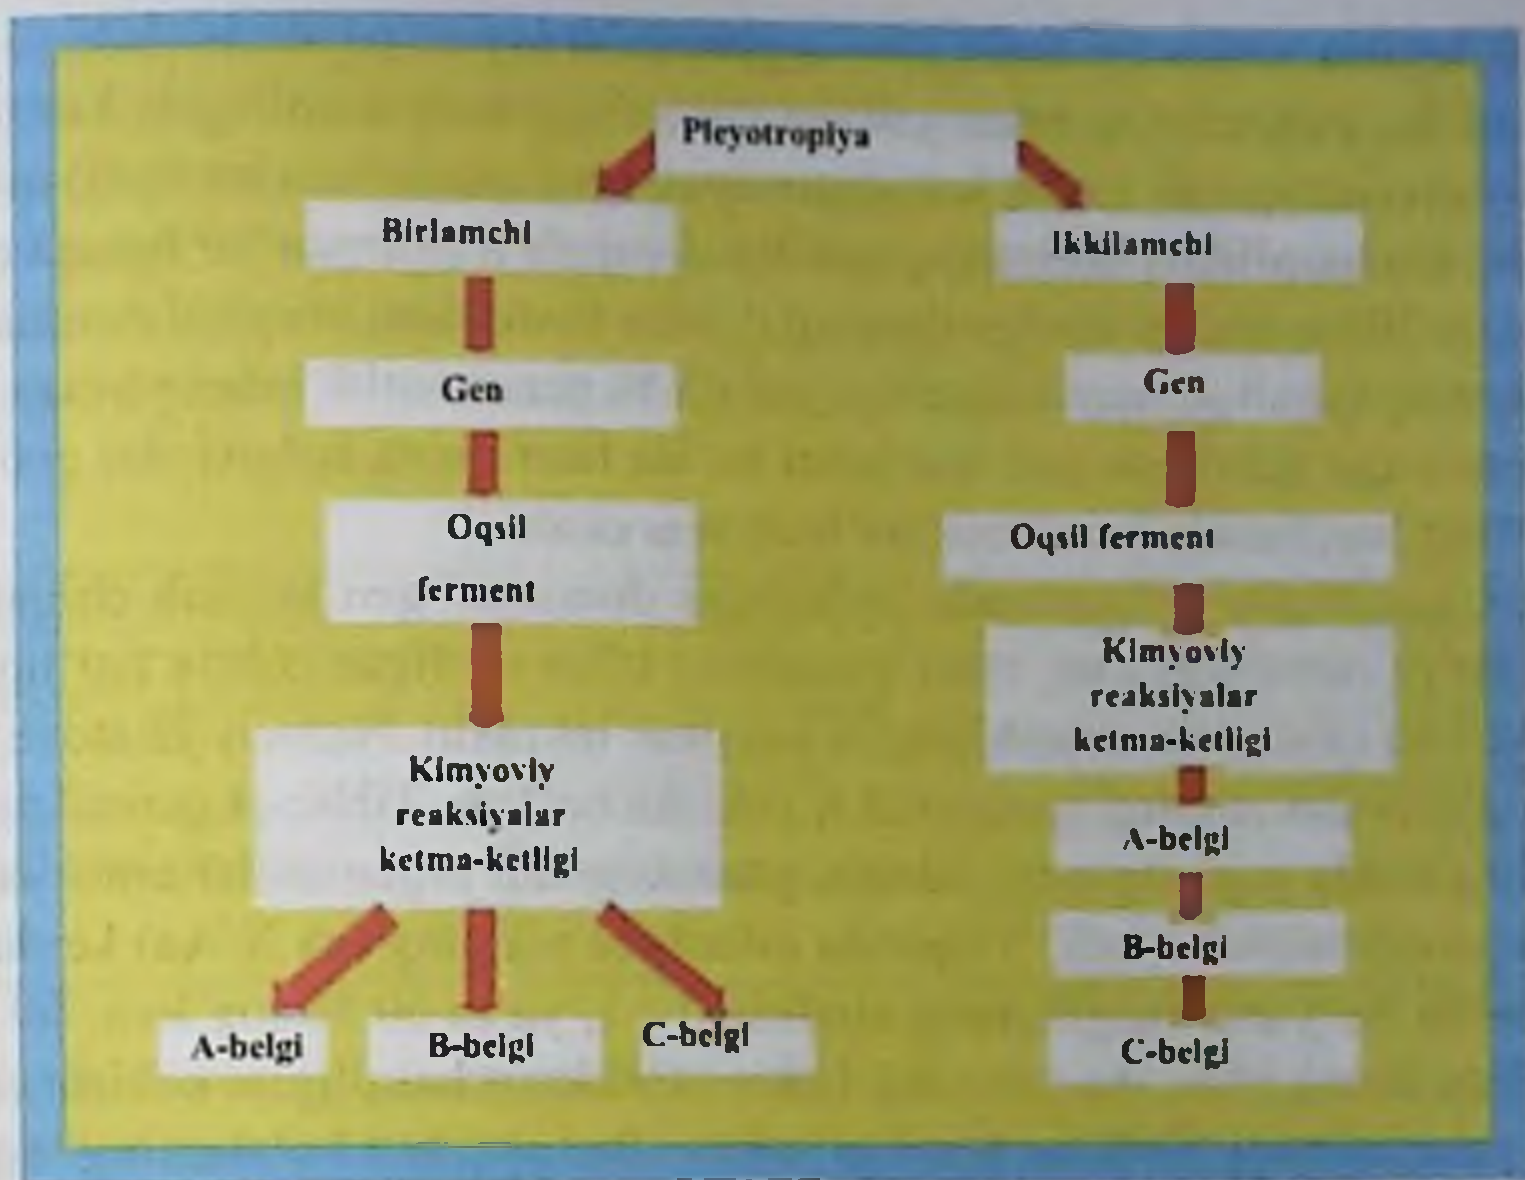 Pleyotropiya
Birlamchi
Gen
Oqsil
ferment
Kimyoviy
reaksiyalar
ketma-ketligi
A-belgi
B-belgi
C-belgi
Ikkilamchi
Gen
Oqsil ferment
Kimyoviy
reaksiyalar
ketma-ketligi
A-belgi
B-belgi
C-belgi